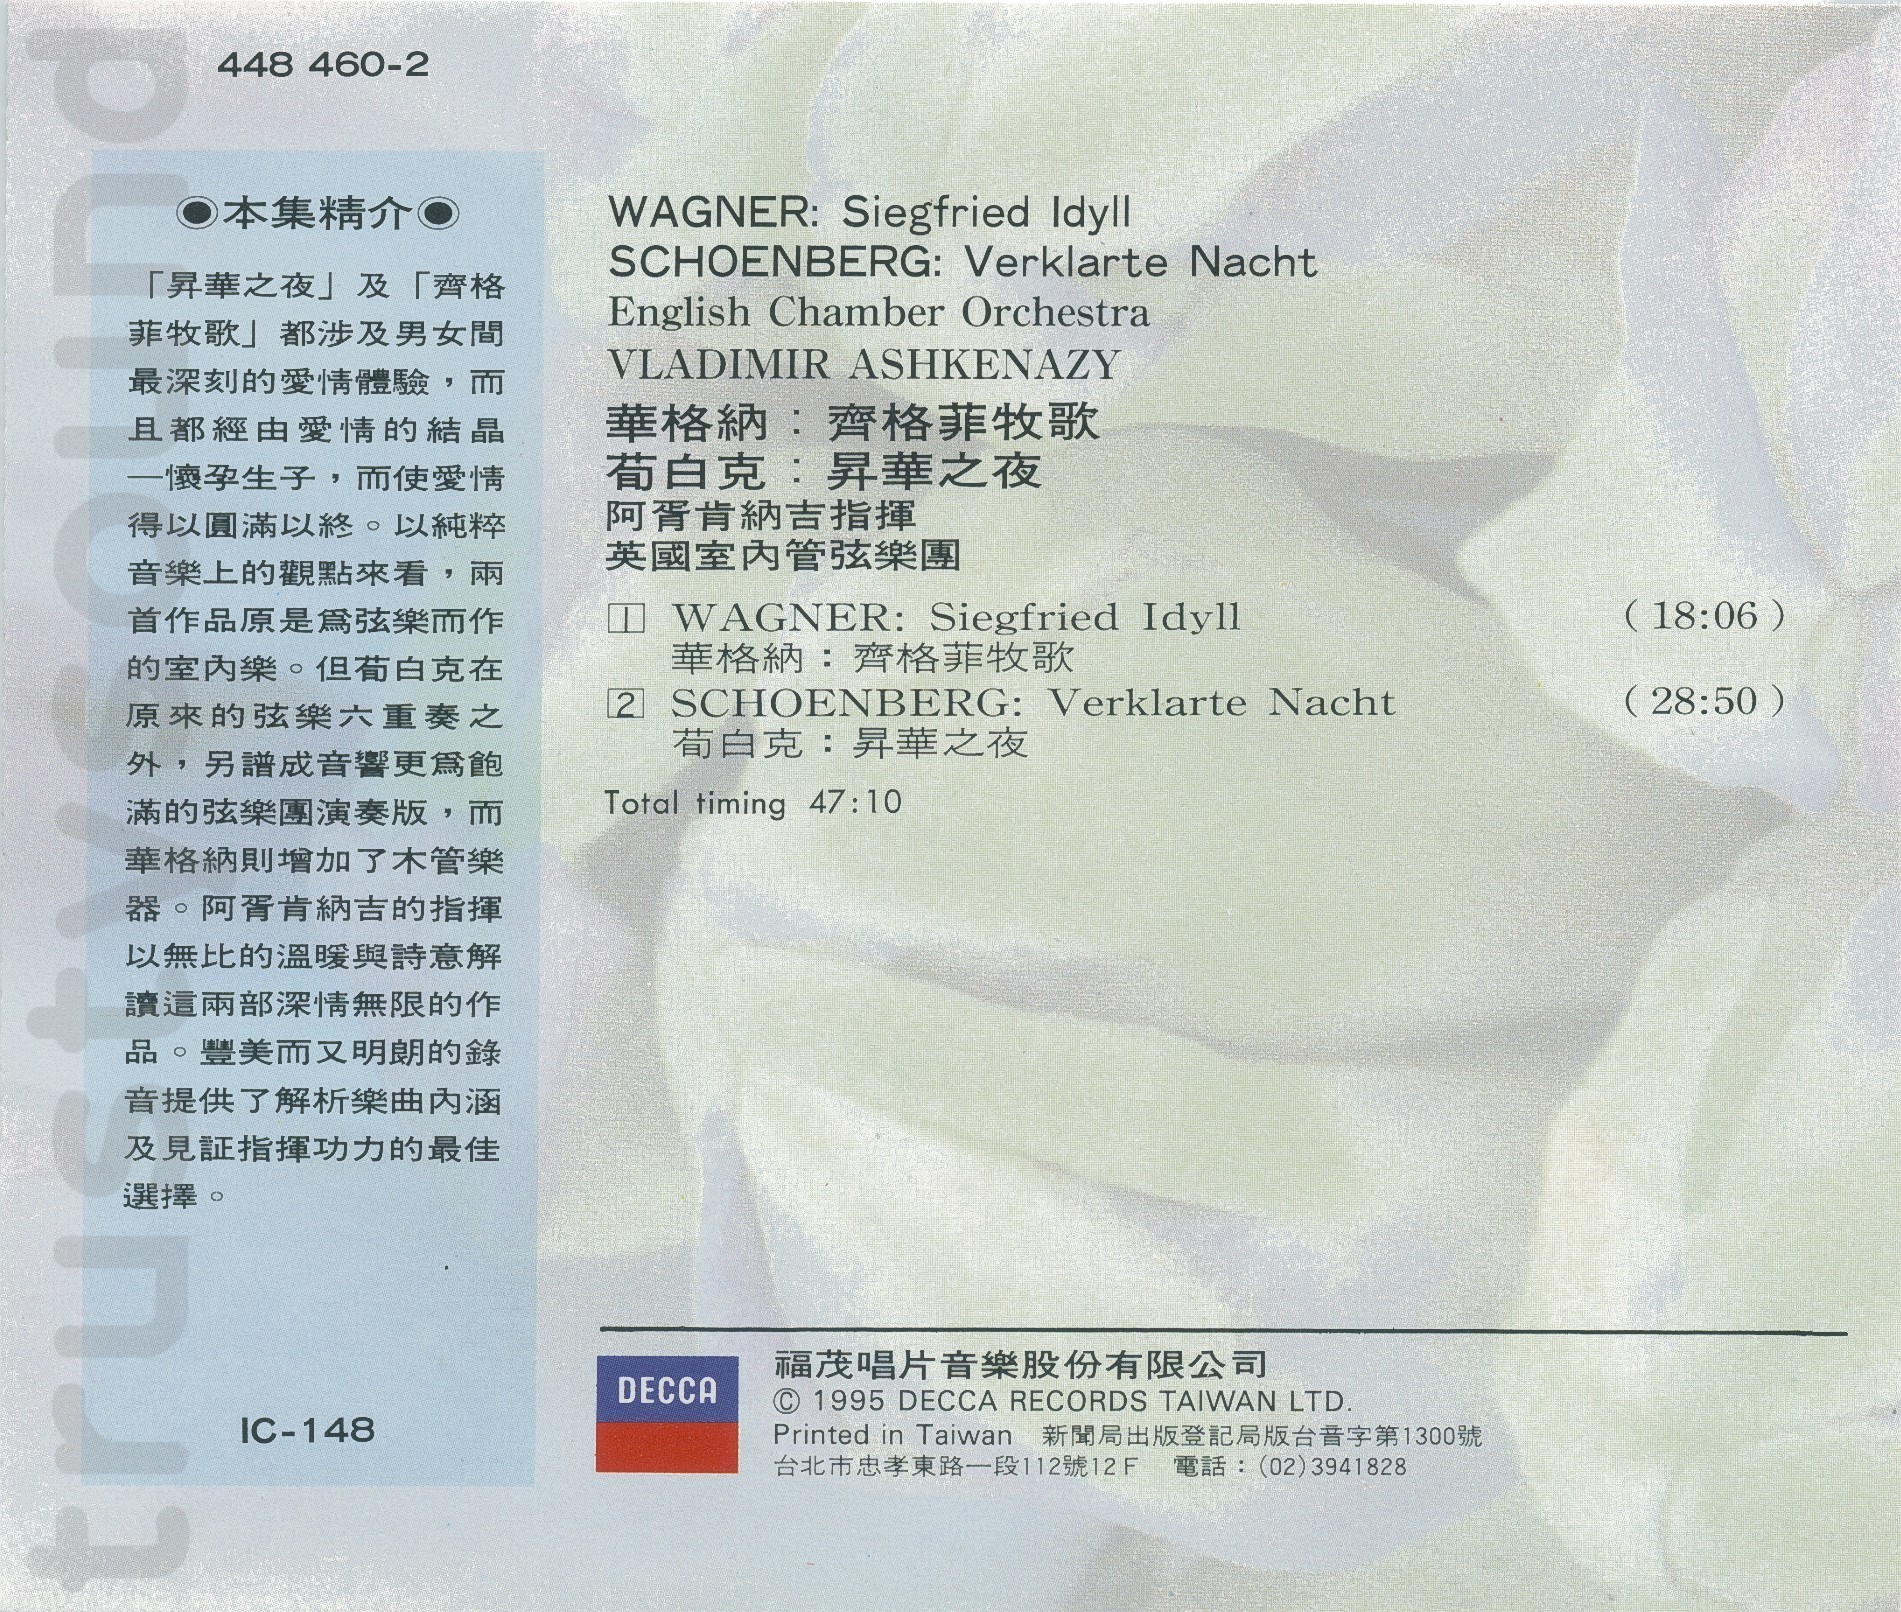 448 460-2
◉本集精介◉
「昇華之夜」及「齊格
菲牧歌」都涉及男女間
最深刻的愛情體驗，而
且都經由愛情的結晶
—懷孕生子，而使愛情
得以圓滿以終。以純粹
音樂上的觀點來看，兩
首作品原是為弦樂而作
的室內樂。但荀白克在
原來的弦樂六重奏之
外，另譜成音響更為飽
滿的弦樂團演奏版，而
華格納則增加了木管樂
器。阿胥肯納吉的指揮
以無比的溫暖與詩意解
讀這兩部深情無限的作
品。豐美而又明朗的錄
音提供了解析樂曲內涵
及見証指揮功力的最佳
選擇。
IC-148
trustysound
WAGNER: Siegfried Idyll
SCHOENBERG: Verklarte Nacht
English Chamber Orchestra
VLADIMIR ASHKENAZY
華格納：齊格菲牧歌
荀白克：昇華之夜
阿胥肯納吉指揮
英國室內管弦樂團
1 WAGNER: Siegfried Idyll (18:06)
華格納：齊格菲牧歌
2 SCHOENBERG: Verklarte Nacht (28:50)
荀白克：昇華之夜
Total timing 47:10
DECCA
福茂唱片音樂股份有限公司
© 1995 DECCA RECORDS TAIWAN LTD.
Printed in Taiwan 新聞局出版登記局版台音字第1300號
台北市忠孝東路一段112號12F 電話：(02)3941828